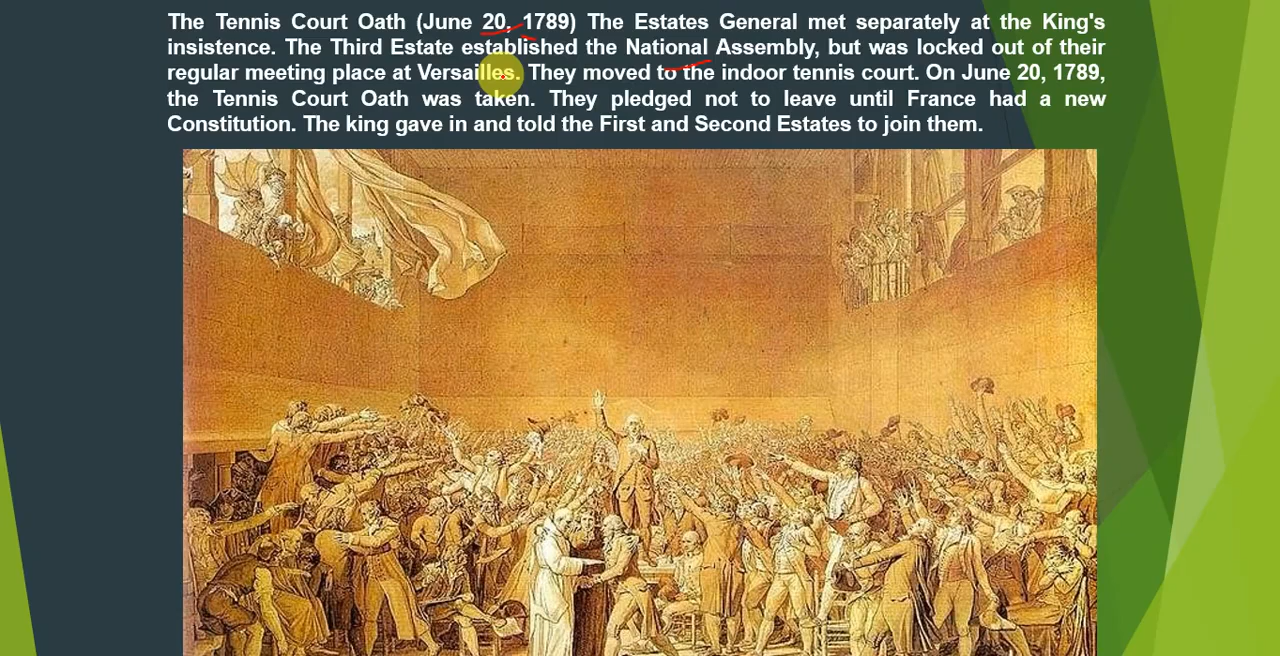 The Tennis Court Oath (June 20, 1789) The Estates General met separately at the King's
insistence. The Third Estate established the National Assembly, but was locked out of their
regular meeting place at Versailles. They moved to the indoor tennis court. On June 20, 1789,
the Tennis Court Oath was taken. They pledged not to leave until France had a new
Constitution. The king gave in and told the First and Second Estates to join them.